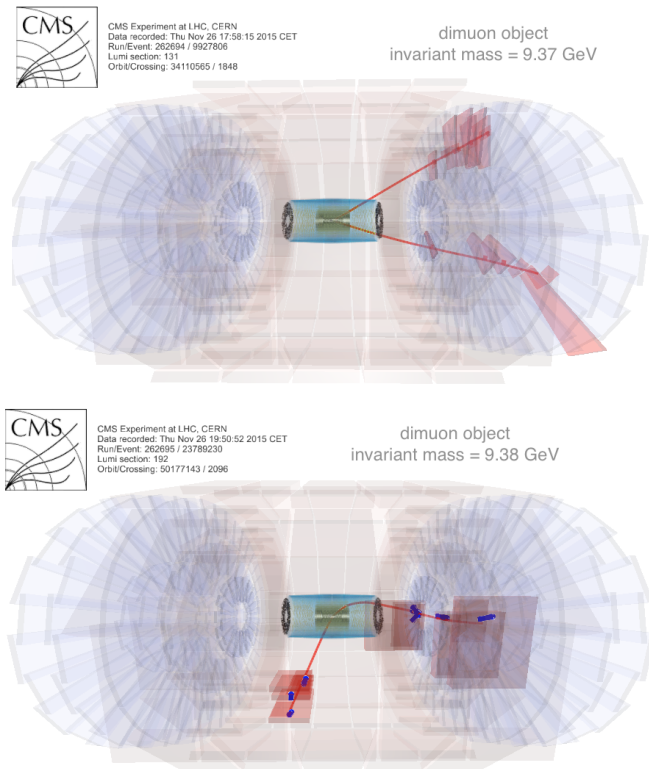 CMS
CMS Experiment at LHC, CERN
Data recorded: Thu Nov 26 17:58:15 2015 CET
Run/Event: 262694 / 9927806
Lumi section: 131
Orbit/Crossing: 34110565 / 1848
dimuon object
invariant mass = 9.37 GeV
CMS
CMS Experiment at LHC, CERN
Data recorded: Thu Nov 26 19:50:52 2015 CET
Run/Event: 262695 / 23789230
Lumi section: 192
Orbit/Crossing: 50177143 / 2096
dimuon object
invariant mass = 9.38 GeV